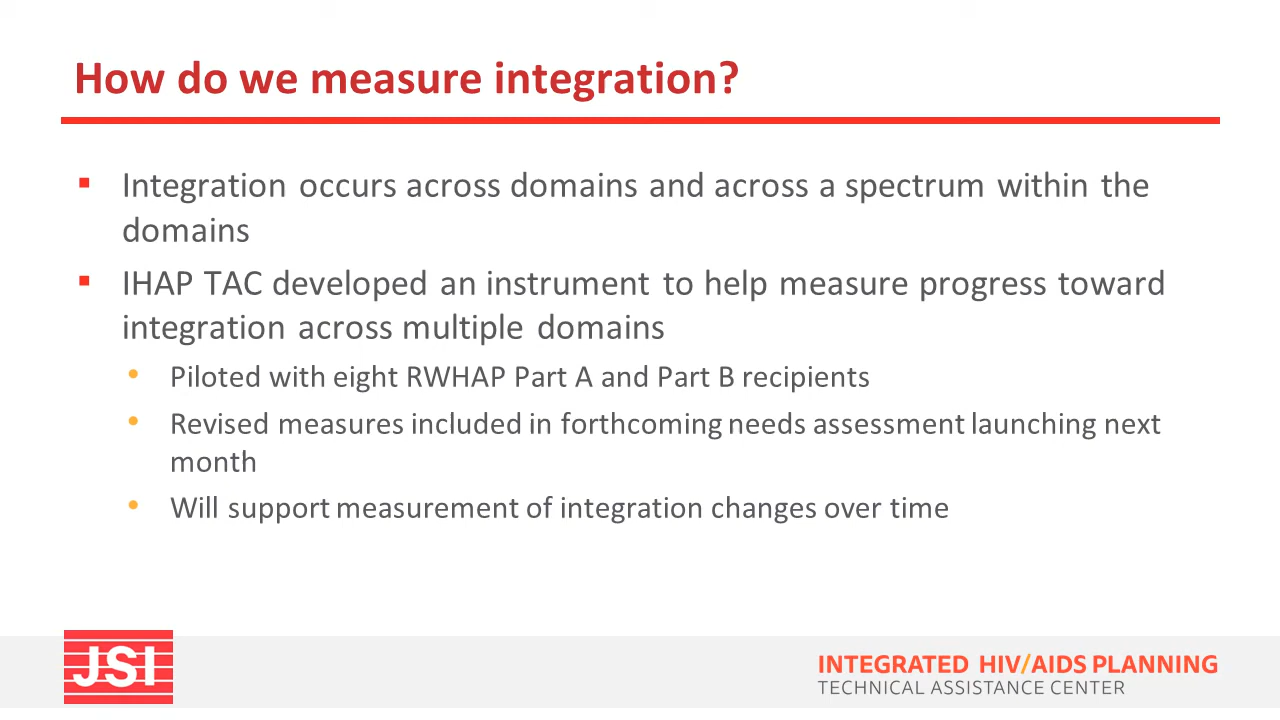 How do we measure integration?
Integration occurs across domains and across a spectrum within the
domains
IHAP TAC developed an instrument to help measure progress toward
integration across multiple domains
Piloted with eight RWHAP Part A and Part B recipients
Revised measures included in forthcoming needs assessment launching next
month
Will support measurement of integration changes over time
JSI
INTEGRATED HIV/AIDS PLANNING
TECHNICAL ASSISTANCE CENTER